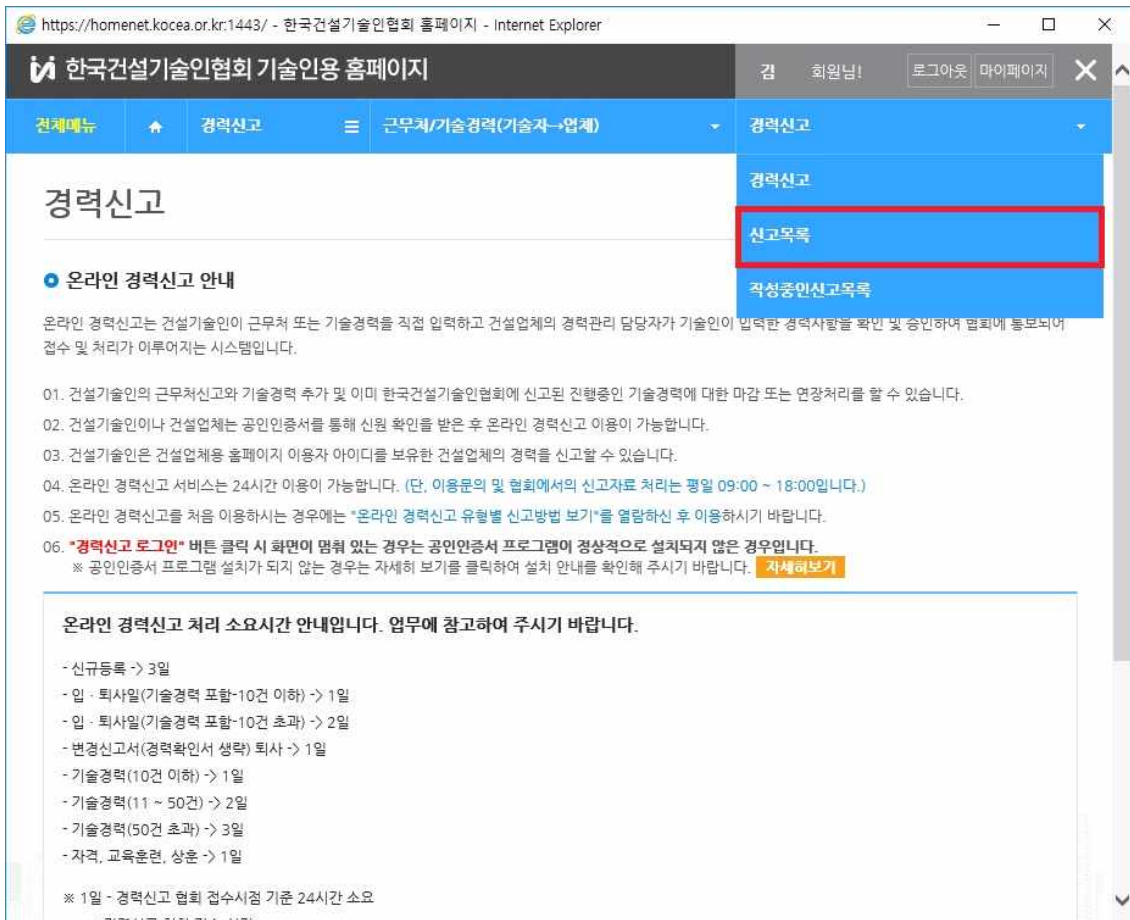 https://homenet.kocea.or.kr:1443/ - 한국건설기술인협회 홈페이지 - Internet Explorer
한국건설기술인협회 기술인용 홈페이지
김 회원님! 로그아웃 마이페이지
전체메뉴 경력신고 근무처/기술경력(기술자→업체) 경력신고
경력신고
신고목록
작성중인신고목록
경력신고
온라인 경력신고 안내
온라인 경력신고는 건설기술인이 근무처 또는 기술경력을 직접 입력하고 건설업체의 경력관리 담당자가 기술인이 입력한 경력사항을 확인 및 승인하여 협회에 통보되어
접수 및 처리가 이루어지는 시스템입니다.
01. 건설기술인의 근무처신고와 기술경력 추가 및 이미 한국건설기술인협회에 신고된 진행중인 기술경력에 대한 마감 또는 연장처리를 할 수 있습니다.
02. 건설기술인이나 건설업체는 공인인증서를 통해 신원 확인을 받은 후 온라인 경력신고 이용이 가능합니다.
03. 건설기술인은 건설업체용 홈페이지 이용자 아이디를 보유한 건설업체의 경력을 신고할 수 있습니다.
04. 온라인 경력신고 서비스는 24시간 이용이 가능합니다. (단, 이용문의 및 협회에서의 신고자료 처리는 평일 09:00 ~ 18:00입니다.)
05. 온라인 경력신고를 처음 이용하시는 경우에는 "온라인 경력신고 유형별 신고방법 보기"를 열람하신 후 이용하시기 바랍니다.
06. "경력신고 로그인" 버튼 클릭 시 화면이 멈춰 있는 경우는 공인인증서 프로그램이 정상적으로 설치되지 않은 경우입니다.
※ 공인인증서 프로그램 설치가 되지 않는 경우는 자세히 보기를 클릭하여 설치 안내를 확인해 주시기 바랍니다. 자세히보기
온라인 경력신고 처리 소요시간 안내입니다. 업무에 참고하여 주시기 바랍니다.
- 신규등록 -> 3일
- 입 · 퇴사일(기술경력 포함-10건 이하) -> 1일
- 입 · 퇴사일(기술경력 포함-10건 초과) -> 2일
- 변경신고서(경력확인서 생략) 퇴사 -> 1일
- 기술경력(10건 이하) -> 1일
- 기술경력(11 ~ 50건) -> 2일
- 기술경력(50건 초과) -> 3일
- 자격, 교육훈련, 상훈 -> 1일
※ 1일 - 경력신고 협회 접수시점 기준 24시간 소요